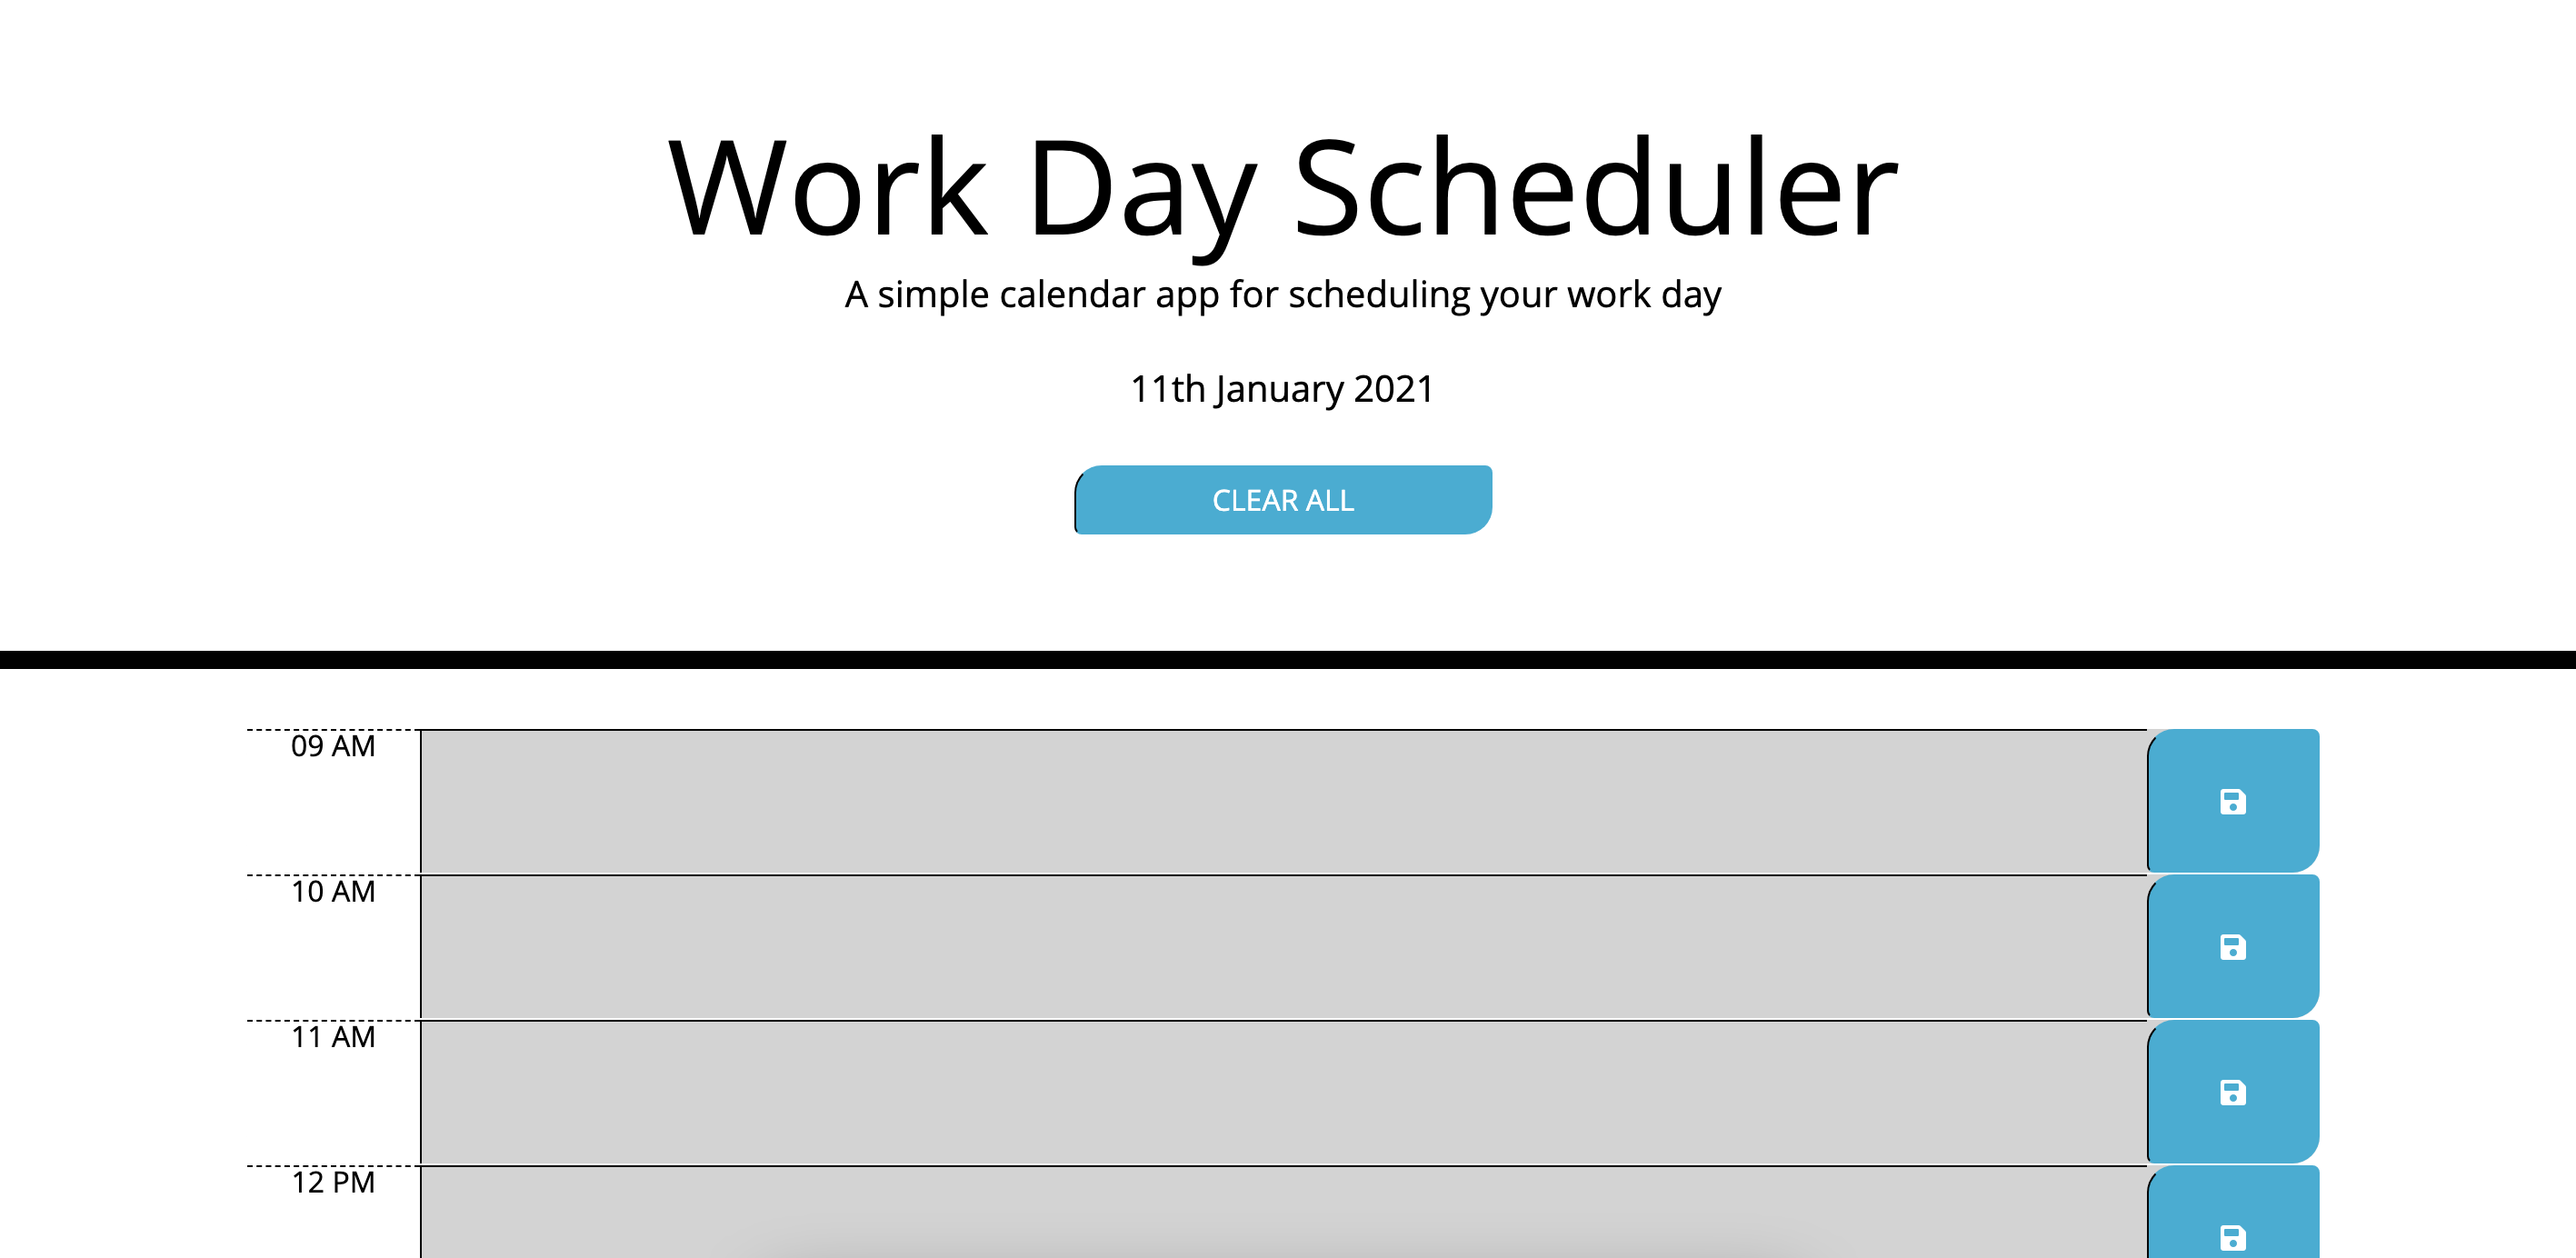 Work Day Scheduler
A simple calendar app for scheduling your work day
11th January 2021
CLEAR ALL
09 AM
10 AM
11 AM
12 PM